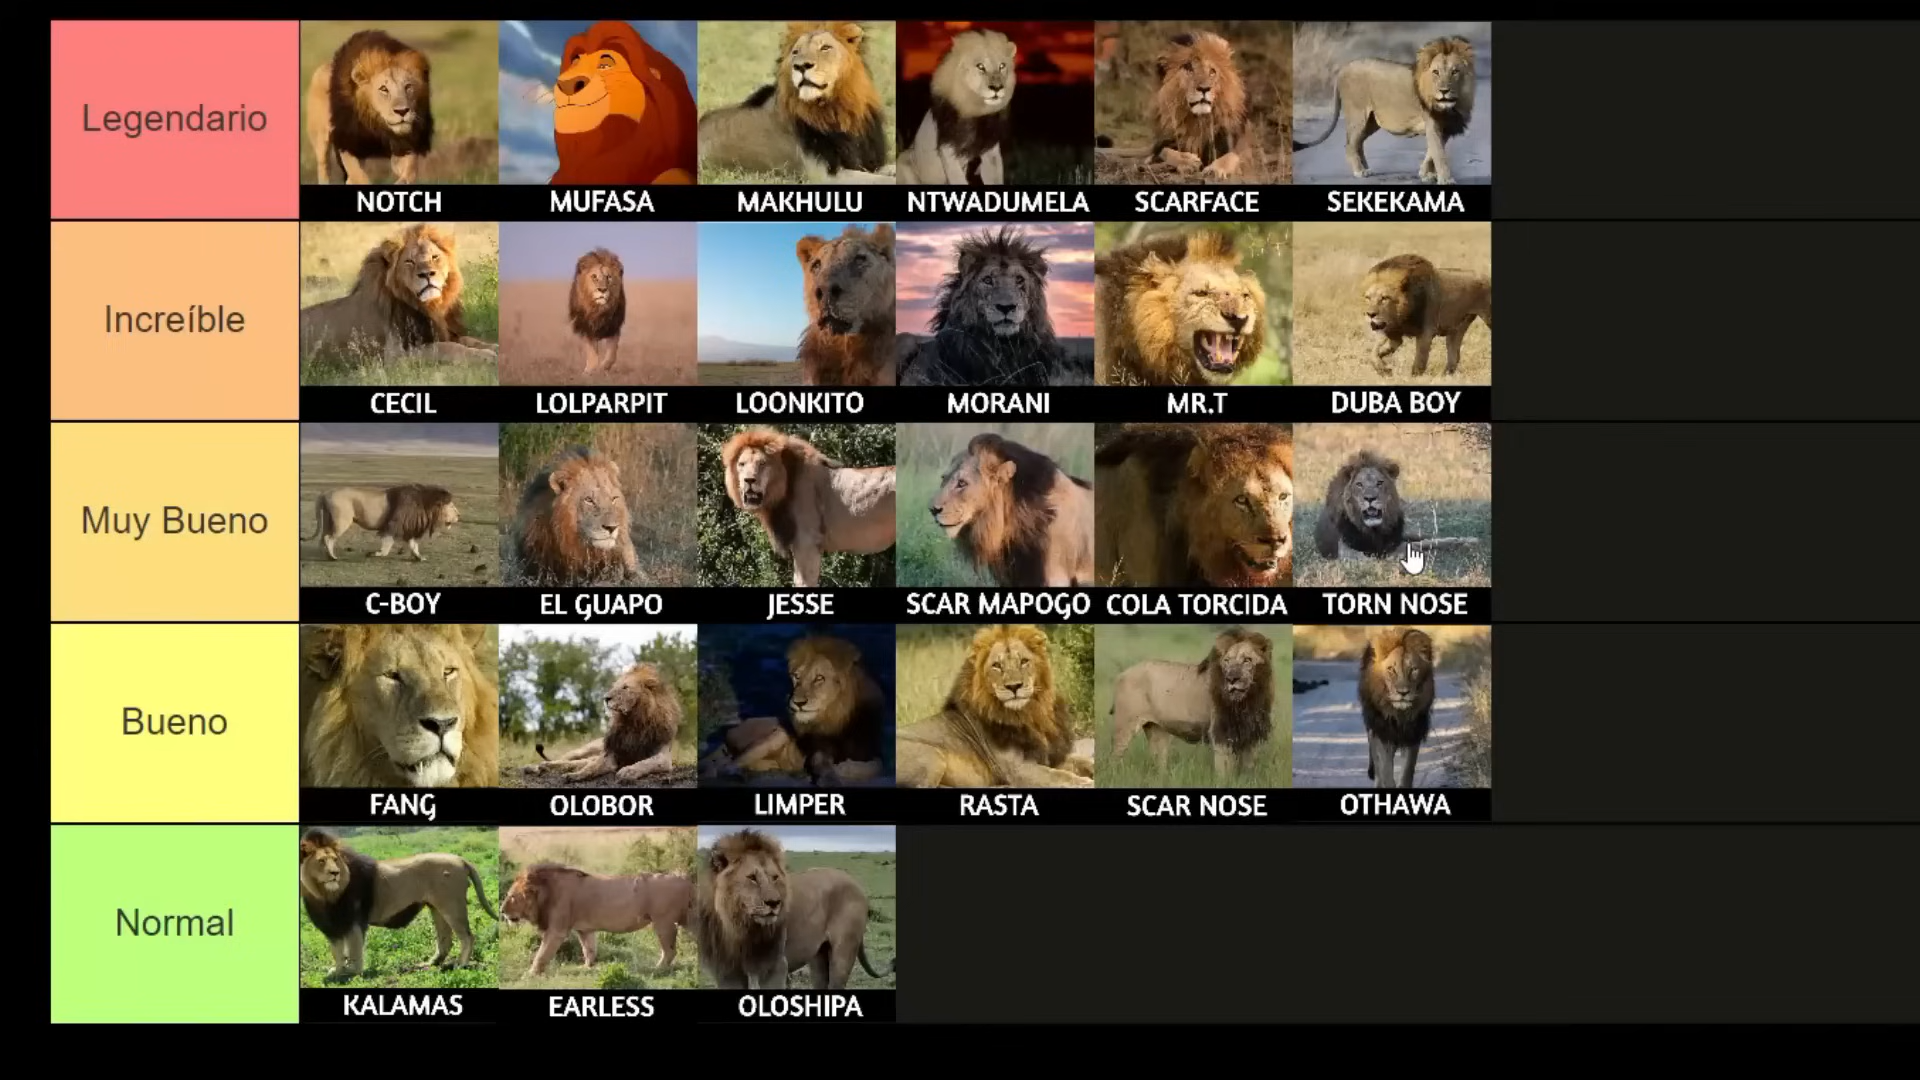 Legendario
NOTCH
MUFASA
MAKHULU
NTWADUMELA
SCARFACE
SEKEKAMA
Increíble
CECIL
LOLPARPIT
LOONKITO
MORANI
MR.T
DUBA BOY
Muy Bueno
C-BOY
EL GUAPO
JESSE
SCAR MAPOGO
COLA TORCIDA
TORN NOSE
Bueno
FANG
OLOBOR
LIMPER
RASTA
SCAR NOSE
OTHAWA
Normal
KALAMAS
EARLESS
OLOSHIPA